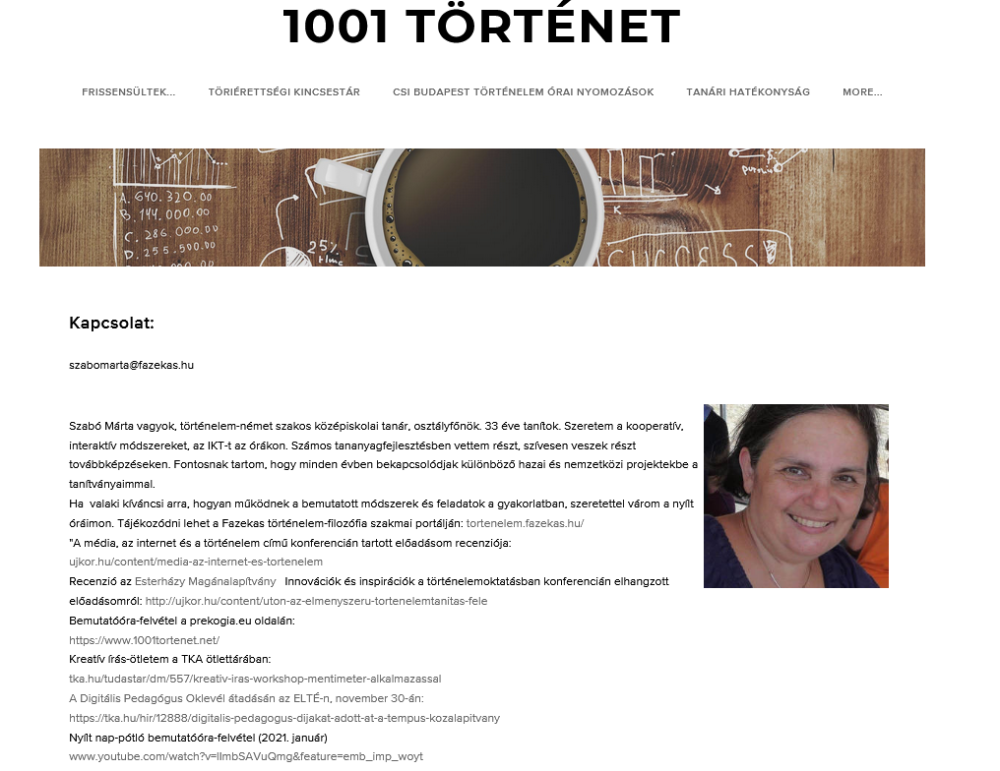 1001 TÖRTÉNET
FRISSENSÜLTEK... TÖRIÉRETTSÉGI KINCSESTÁR CSI BUDAPEST TÖRTÉNELEM ÓRAI NYOMOZÁSOK TANÁRI HATÉKONYSÁG MORE...
A. 640.320.00
B. 144.000.00
C. 286.000.00
D. 255.500.00
25%
K
SUCCESS
Kapcsolat:
szabomarta@fazekas.hu
Szabó Márta vagyok, történelem-német szakos középiskolai tanár, osztályfőnök. 33 éve tanítok. Szeretem a kooperatív,
interaktív módszereket, az IKT-t az órákon. Számos tananyagfejlesztésben vettem részt, szívesen veszek részt
továbbképzéseken. Fontosnak tartom, hogy minden évben bekapcsolódjak különböző hazai és nemzetközi projektekbe a
tanítványaimmal.
Ha valaki kíváncsi arra, hogyan működnek a bemutatott módszerek és feladatok a gyakorlatban, szeretettel várom a nyílt
óráimon. Tájékozódni lehet a Fazekas történelem-filozófia szakmai portálján: tortenelem.fazekas.hu/
"A média, az internet és a történelem című konferencián tartott előadásom recenziója:
ujkor.hu/content/media-az-internet-es-tortenelem
Recenzió az Esterházy Magánalapítvány Innovációk és inspirációk a történelemoktatásban konferencián elhangzott
előadásomról: http://ujkor.hu/content/uton-az-elmenyszeru-tortenelemtanitas-fele
Bemutatóóra-felvétel a prekogia.eu oldalán:
https://www.1001tortenet.net/
Kreatív írás-ötletem a TKA ötlettárában:
tka.hu/tudastar/dm/557/kreativ-iras-workshop-mentimeter-alkalmazassal
A Digitális Pedagógus Oklevél átadásán az ELTÉ-n, november 30-án:
https://tka.hu/hir/12888/digitalis-pedagogus-dijakat-adott-at-a-tempus-kozalapitvany
Nyílt nap-pótló bemutatóóra-felvétel (2021. január)
www.youtube.com/watch?v=lImbSAVuQmg&feature=emb_imp_woyt